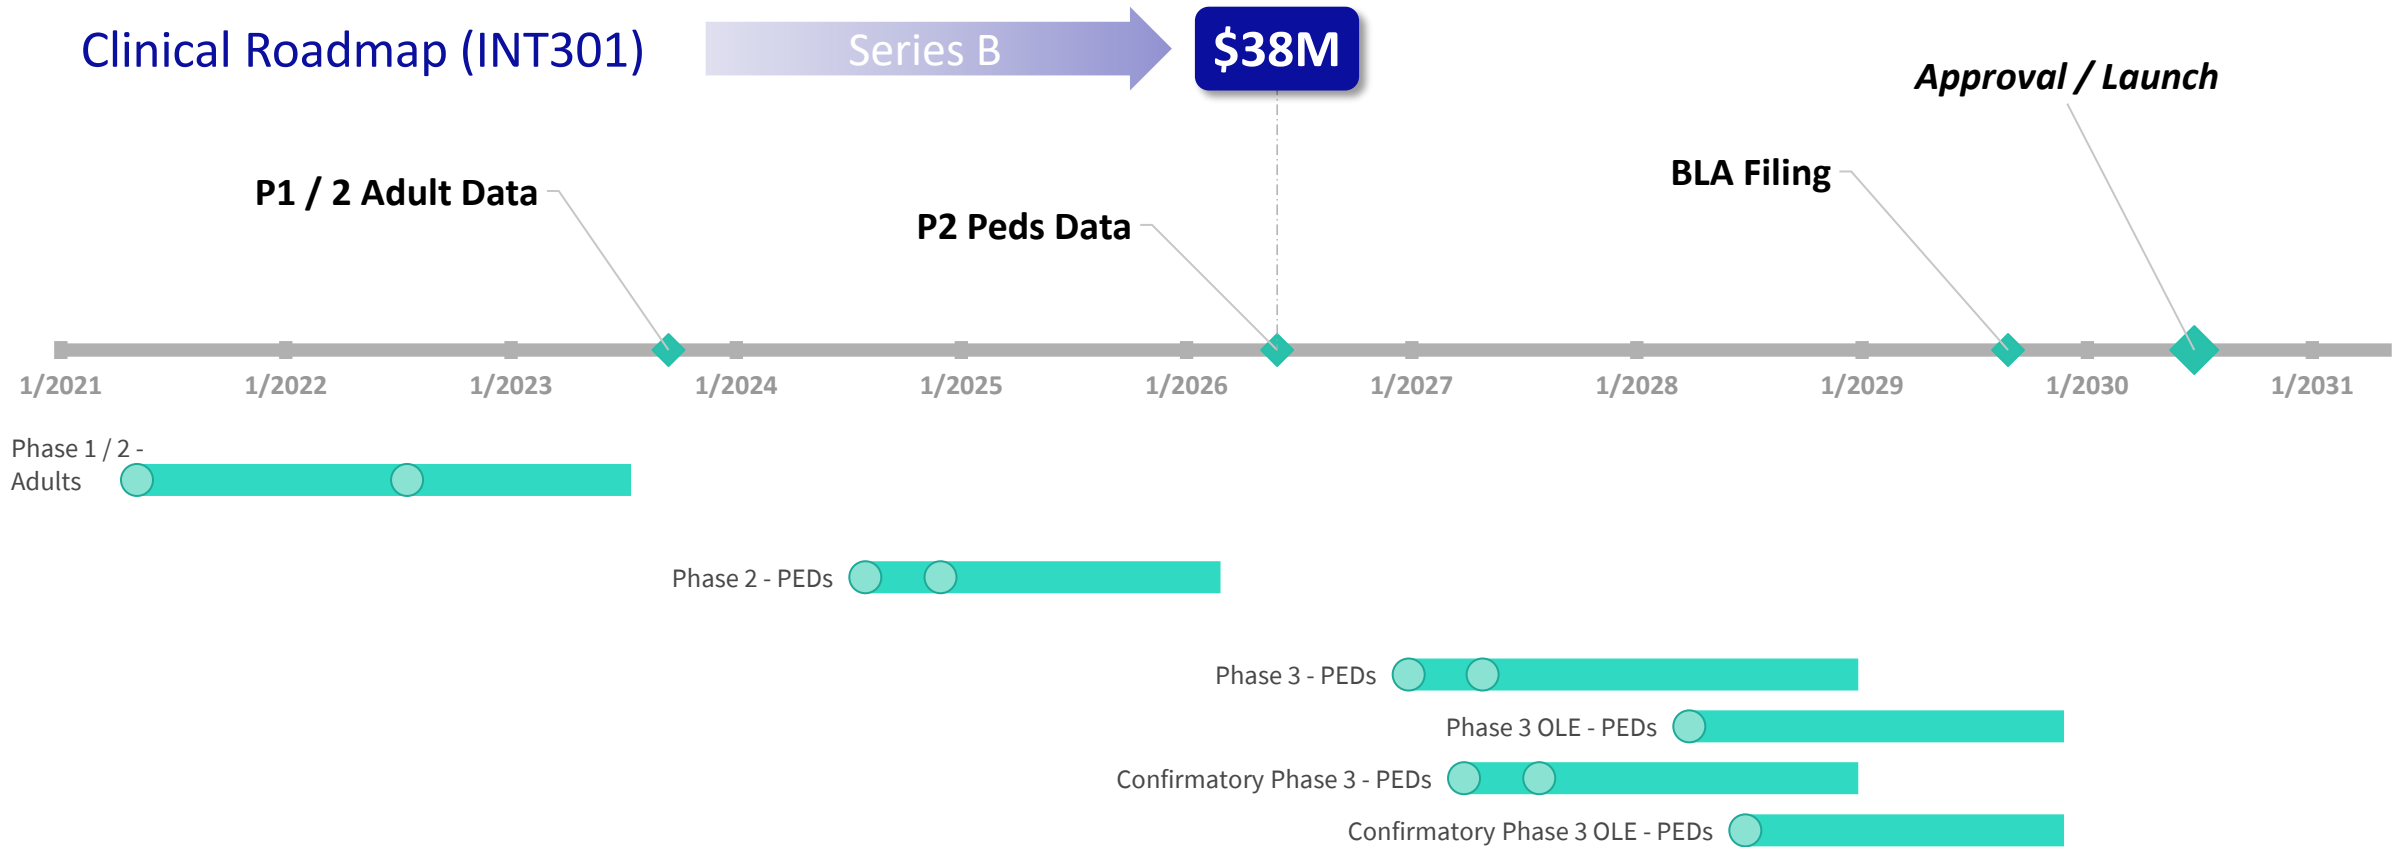 Clinical Roadmap (INT301)
Series B
$38M
Approval / Launch
BLA Filing
P1 / 2 Adult Data
P2 Peds Data
1/2021
1/2022
1/2023
1/2024
1/2025
1/2026
1/2027
1/2028
1/2029
1/2030
1/2031
Phase 1 / 2 -
Adults
Phase 2 - PEDs
Phase 3 - PEDs
Phase 3 OLE - PEDs
Confirmatory Phase 3 - PEDs
Confirmatory Phase 3 OLE - PEDs